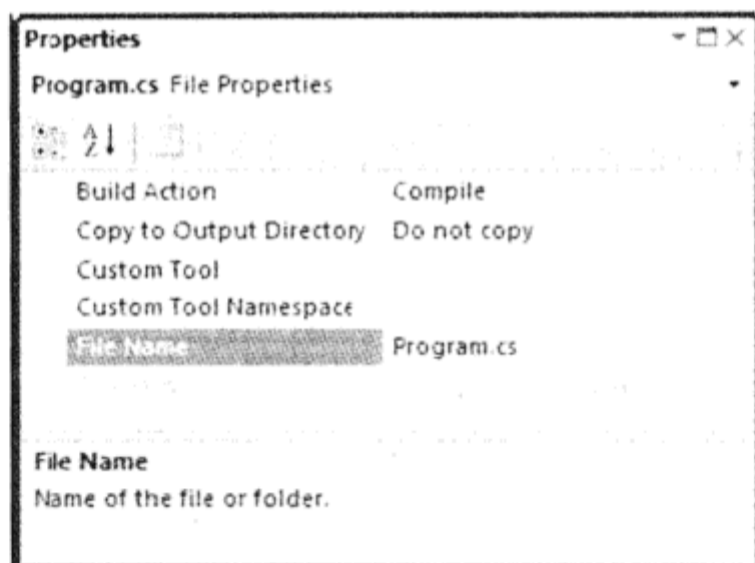 Properties
Program.cs File Properties
Build Action Compile
Copy to Output Directory Do not copy
Custom Tool
Custom Tool Namespace
File Name Program.cs
File Name
Name of the file or folder.